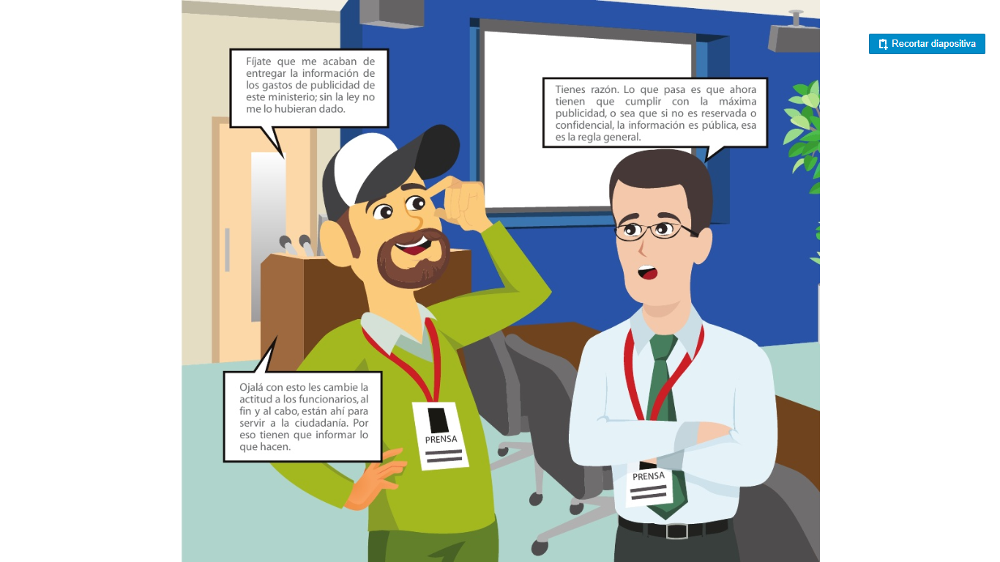 Fíjate que me acaban de
entregar la información de
los gastos de publicidad de
este ministerio; sin la ley no
me lo hubieran dado.
Tienes razón. Lo que pasa es que ahora
tienen que cumplir con la máxima
publicidad, o sea que si no es reservada o
confidencial, la información es pública, esa
es la regla general.
Ojalá con esto les cambie la
actitud a los funcionarios, al
fin y al cabo, están ahí para
servir a la ciudadanía. Por
eso tienen que informar lo
que hacen.
PRENSA
PRENSA
Recortar diapositiva